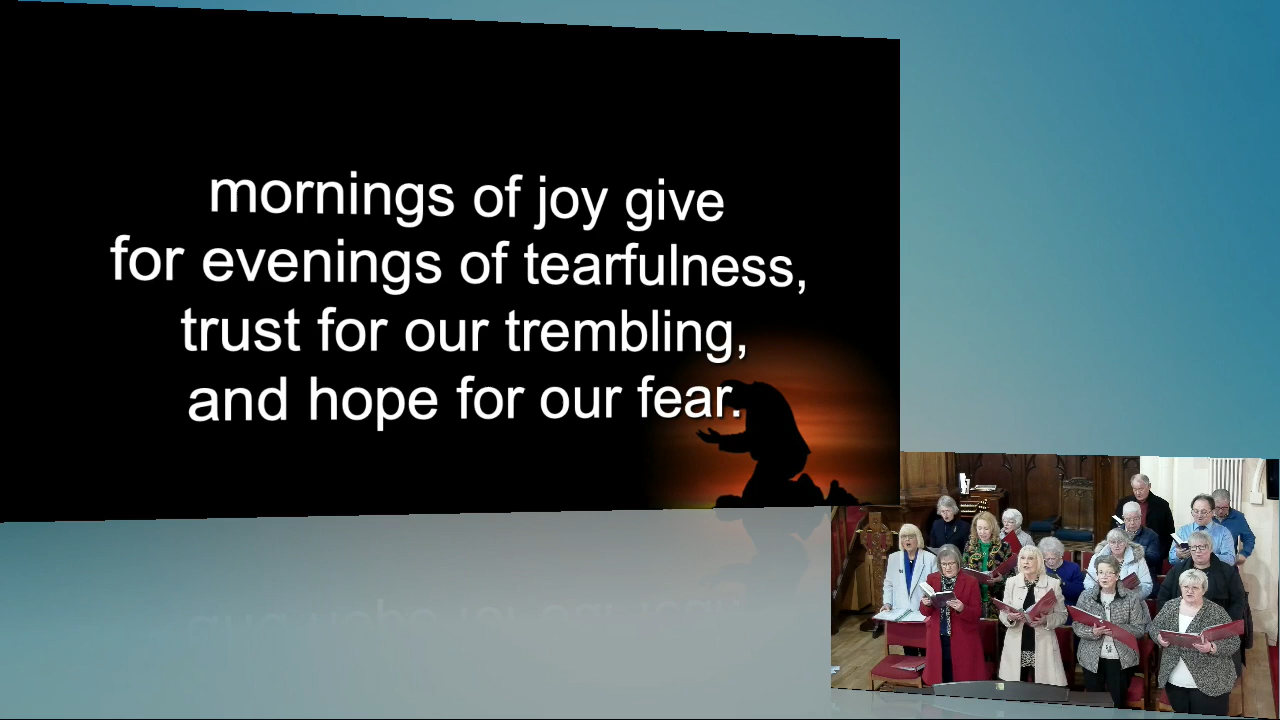 mornings of joy give
for evenings of tearfulness,
trust for our trembling,
and hope for our fear.